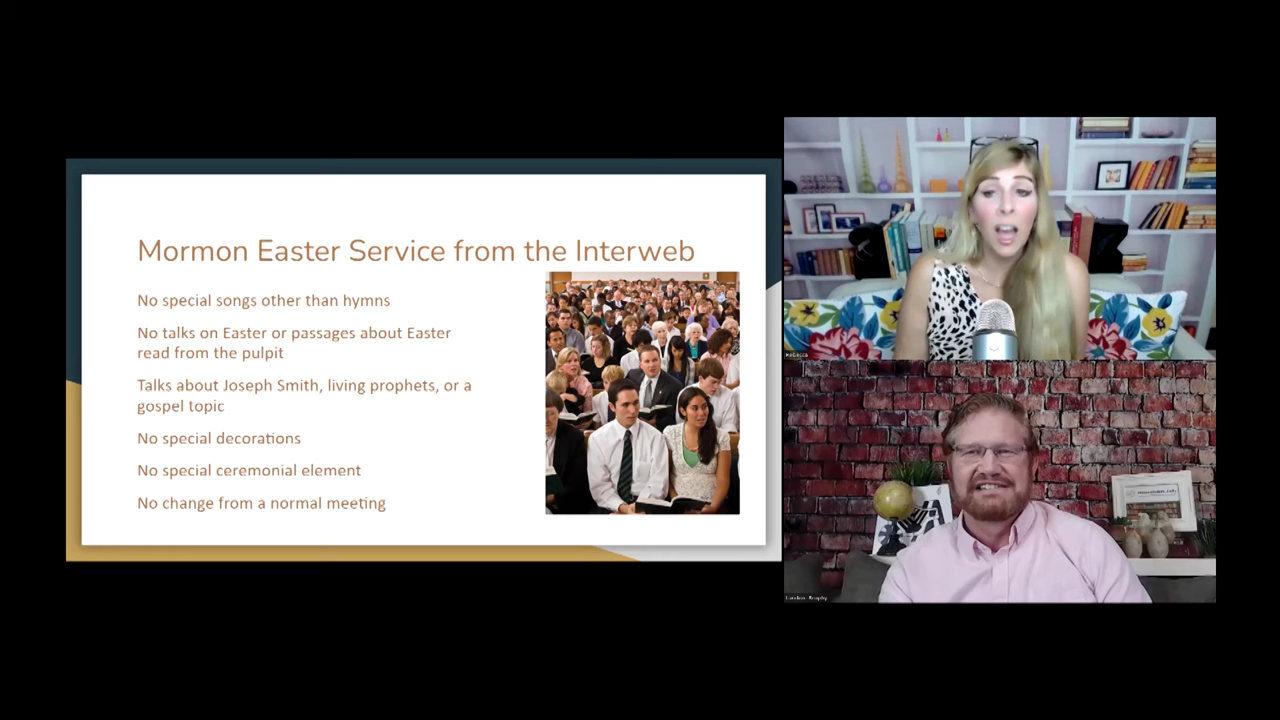 Mormon Easter Service from the Interweb
No special songs other than hymns
No talks on Easter or passages about Easter
read from the pulpit
Talks about Joseph Smith, living prophets, or a
gospel topic
No special decorations
No special ceremonial element
No change from a normal meeting
Rebecca